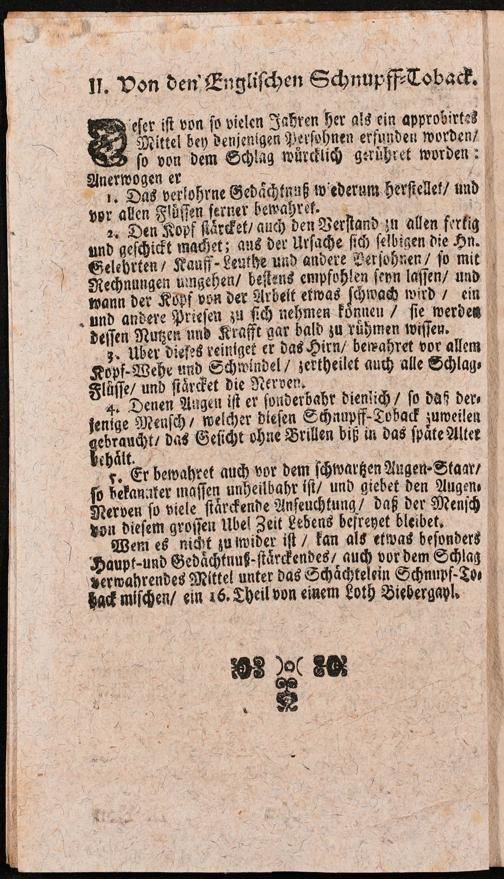 II. Von den Englischen Schnupff-Toback.
Dieser ist von so vielen Jahren her als ein approbirtes
Mittel bey denjenigen Persohnen erfunden worden/
so von dem Schlag würcklich gerühret worden:
Anerwogen er
1. Das verlohrne Gedächtnuß wiederum herstellet/ und
vor allen Flüssen ferner bewahret.
2. Den Kopf stärcket/ auch den Verstand zu allen fertig
und geschickt machet; aus der Ursache sich selbigen die Hn.
Gelehrten/ Kauff-Leuthe und andere Persohnen/ so mit
Rechnungen umgehen/ bestens empfohlen seyn lassen/ und
wann der Kopf von der Arbeit etwas schwach wird / ein
und andere Priesen zu sich nehmen können / sie werden
dessen Nutzen und Krafft gar bald zu rühmen wissen.
3. Uber dieses reiniget er das Hirn/ bewahret vor allem
Kopf-Wehe und Schwindel/ zertheilet auch alle Schlag-
Flüsse/ und stärcket die Nerven.
4. Denen Augen ist er sonderbahr dienlich/ so daß der-
jenige Mensch/ welcher diesen Schnupff-Toback zuweilen
gebraucht/ das Gesicht ohne Brillen biß in das späte Alter
behält.
5. Er bewahret auch vor dem schwartzen Augen-Staar/
so bekannter massen unheilbahr ist/ und giebet den Augen-
Nerven so viele stärckende Anfeuchtung/ daß der Mensch
von diesem grossen Ubel Zeit Lebens befreyet bleibet.
Wem es nicht zuwider ist / kan als etwas besonders
Haupt-und Gedächtnuß-stärckendes/ auch vor dem Schlag
verwahrendes Mittel unter das Schächtelein Schnupf-To-
back mischen/ ein 16. Theil von einem Loth Biebergayl.